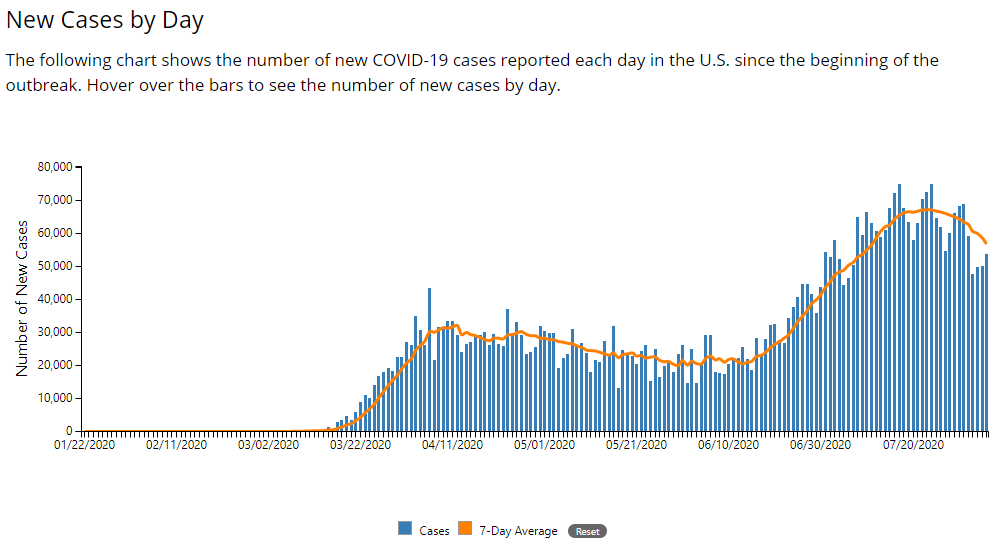 New Cases by Day
The following chart shows the number of new COVID-19 cases reported each day in the U.S. since the beginning of the
outbreak. Hover over the bars to see the number of new cases by day.
80,000
70,000
60,000
50,000
40,000
30,000
20,000
10,000
0
Number of New Cases
01/22/2020 02/11/2020 03/02/2020 03/22/2020 04/11/2020 05/01/2020 05/21/2020 06/10/2020 06/30/2020 07/20/2020
Cases 7-Day Average Reset